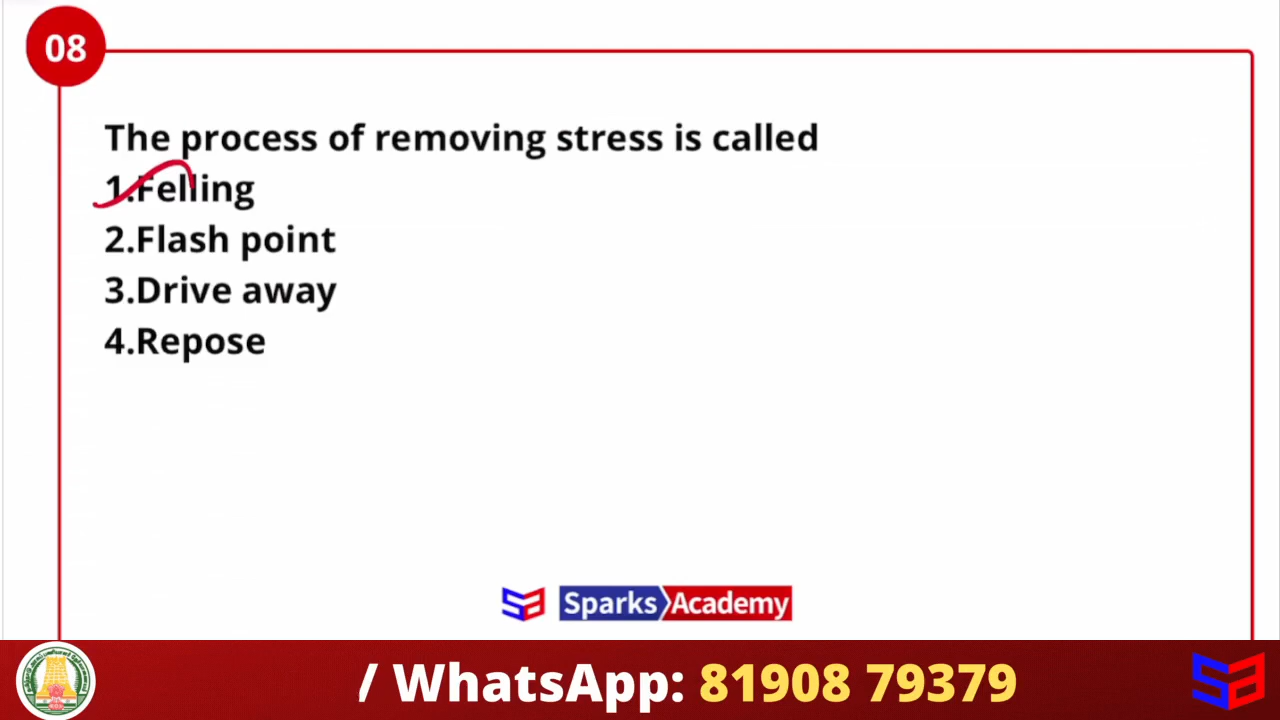 08
The process of removing stress is called
1.Felling
2.Flash point
3.Drive away
4.Repose
Sparks Academy
/ WhatsApp: 81908 79379